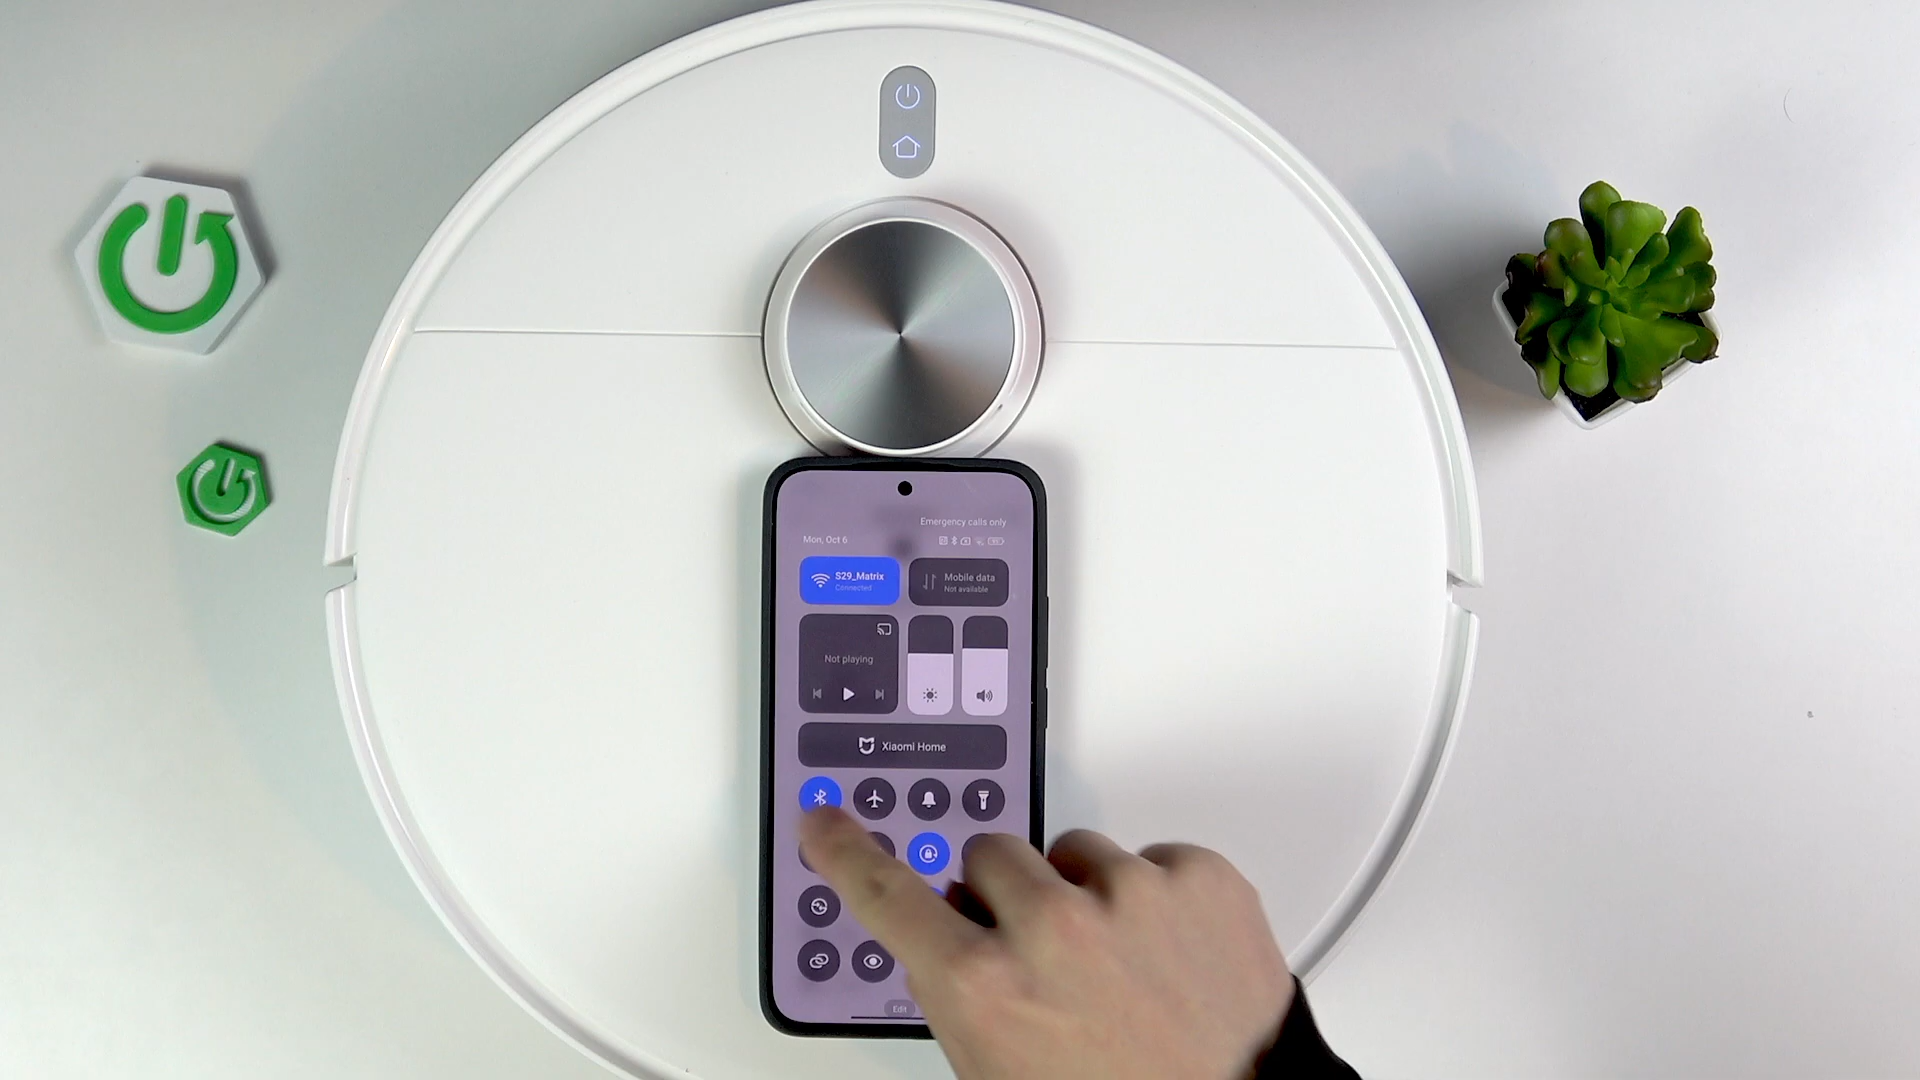 Emergency calls only
Mon, Oct 6
S29_Matrix
Connected
Mobile data
Not available
Not playing
Xiaomi Home
Edit